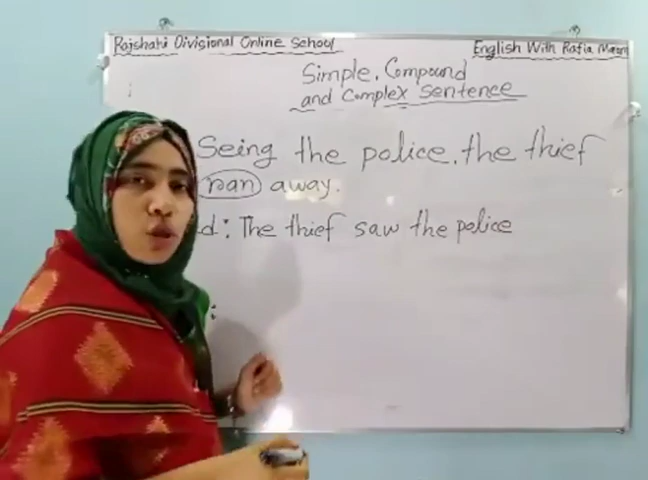 Rajshahi Divisional Online School
English With Rafia
Simple, Compound
and Complex Sentence
Seing the police, the thief
ran away.
d: The thief saw the police
: